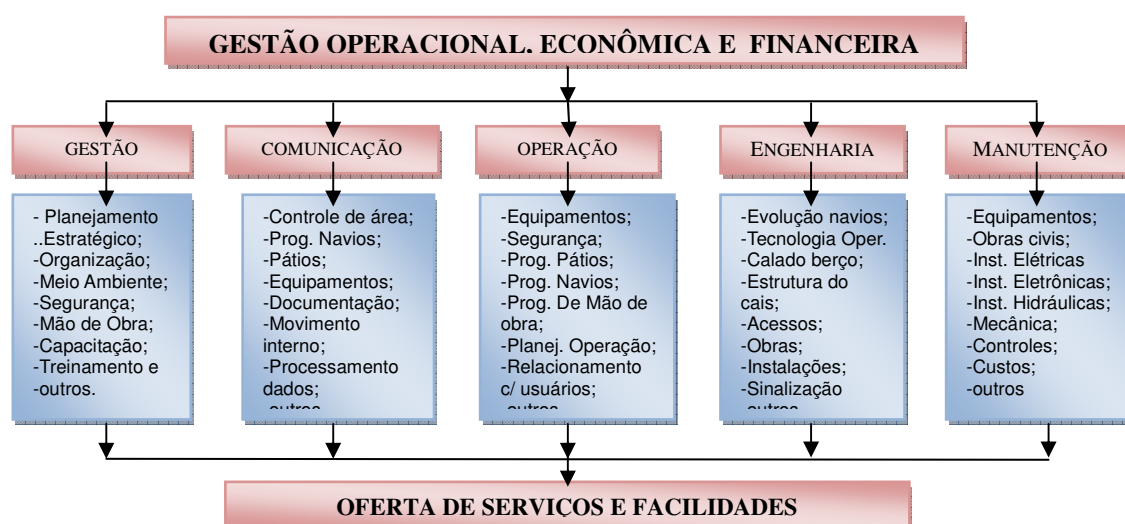 GESTÃO OPERACIONAL. ECONÔMICA E FINANCEIRA
GESTÃO
- Planejamento
..Estratégico;
-Organização;
-Meio Ambiente;
-Segurança;
-Mão de Obra;
-Capacitação;
-Treinamento e
-outros.
COMUNICAÇÃO
-Controle de área;
-Prog. Navios;
-Pátios;
-Equipamentos;
-Documentação;
-Movimento
interno;
-Processamento
dados;
-outros
OPERAÇÃO
-Equipamentos;
-Segurança;
-Prog. Pátios;
-Prog. Navios;
-Prog. De Mão de
obra;
-Planej. Operação;
-Relacionamento
c/ usuários;
-outros
ENGENHARIA
-Evolução navios;
-Tecnologia Oper.
-Calado berço;
-Estrutura do
cais;
-Acessos;
-Obras;
-Instalações;
-Sinalização
-outros
MANUTENÇÃO
-Equipamentos;
-Obras civis;
-Inst. Elétricas
-Inst. Eletrônicas;
-Inst. Hidráulicas;
-Mecânica;
-Controles;
-Custos;
-outros
OFERTA DE SERVIÇOS E FACILIDADES